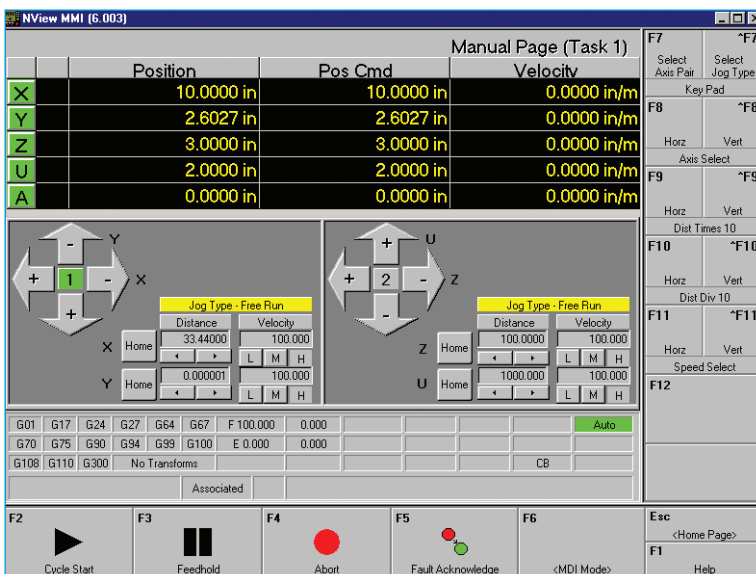 NView MMI (6.003)
Manual Page (Task 1)
Position Pos Cmd Velocity
X 10.0000 in 10.0000 in 0.0000 in/m
Y 2.6027 in 2.6027 in 0.0000 in/m
Z 3.0000 in 3.0000 in 0.0000 in/m
U 2.0000 in 2.0000 in 0.0000 in/m
A 0.0000 in 0.0000 in 0.0000 in/m
- Y
+ 1 - X
+
Jog Type - Free Run
Distance Velocity
X Home 33.44000 100.000
L M H
Y Home 0.000001 100.000
L M H
+ U
+ 2 - Z
-
Jog Type - Free Run
Distance Velocity
Z Home 100.0000 100.000
L M H
U Home 1000.000 100.000
L M H
G01 G17 G24 G27 G64 G67 F 100.000 0.000 Auto
G70 G75 G90 G94 G99 G100 E 0.000 0.000
G108 G110 G300 No Transforms CB
Associated
F7 ^F7
Select Select
Axis Pair Jog Type
Key Pad
F8 ^F8
Horz Vert
Axis Select
F9 ^F9
Horz Vert
Dist Times 10
F10 ^F10
Horz Vert
Dist Div 10
F11 ^F11
Horz Vert
Speed Select
F12
F2 F3 F4 F5 F6
Cycle Start Feedhold Abort Fault Acknowledge <MDI Mode>
Esc
<Home Page>
F1
Help